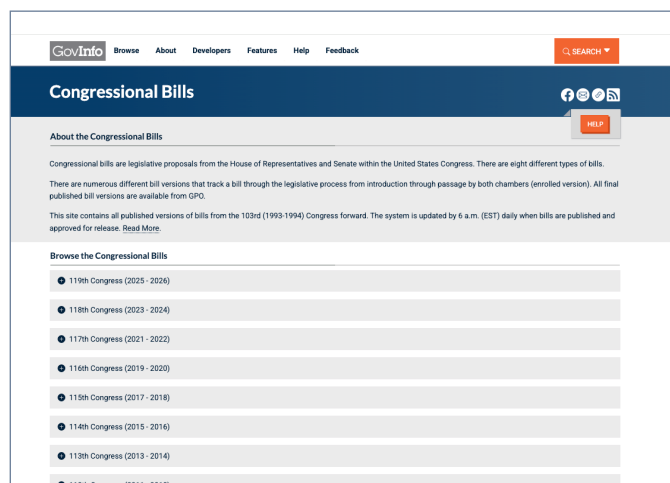 GovInfo Browse About Developers Features Help Feedback SEARCH
Congressional Bills
HELP
About the Congressional Bills
Congressional bills are legislative proposals from the House of Representatives and Senate within the United States Congress. There are eight different types of bills.
There are numerous different bill versions that track a bill through the legislative process from introduction through passage by both chambers (enrolled version). All final
published bill versions are available from GPO.
This site contains all published versions of bills from the 103rd (1993-1994) Congress forward. The system is updated by 6 a.m. (EST) daily when bills are published and
approved for release. Read More.
Browse the Congressional Bills
119th Congress (2025 - 2026)
118th Congress (2023 - 2024)
117th Congress (2021 - 2022)
116th Congress (2019 - 2020)
115th Congress (2017 - 2018)
114th Congress (2015 - 2016)
113th Congress (2013 - 2014)